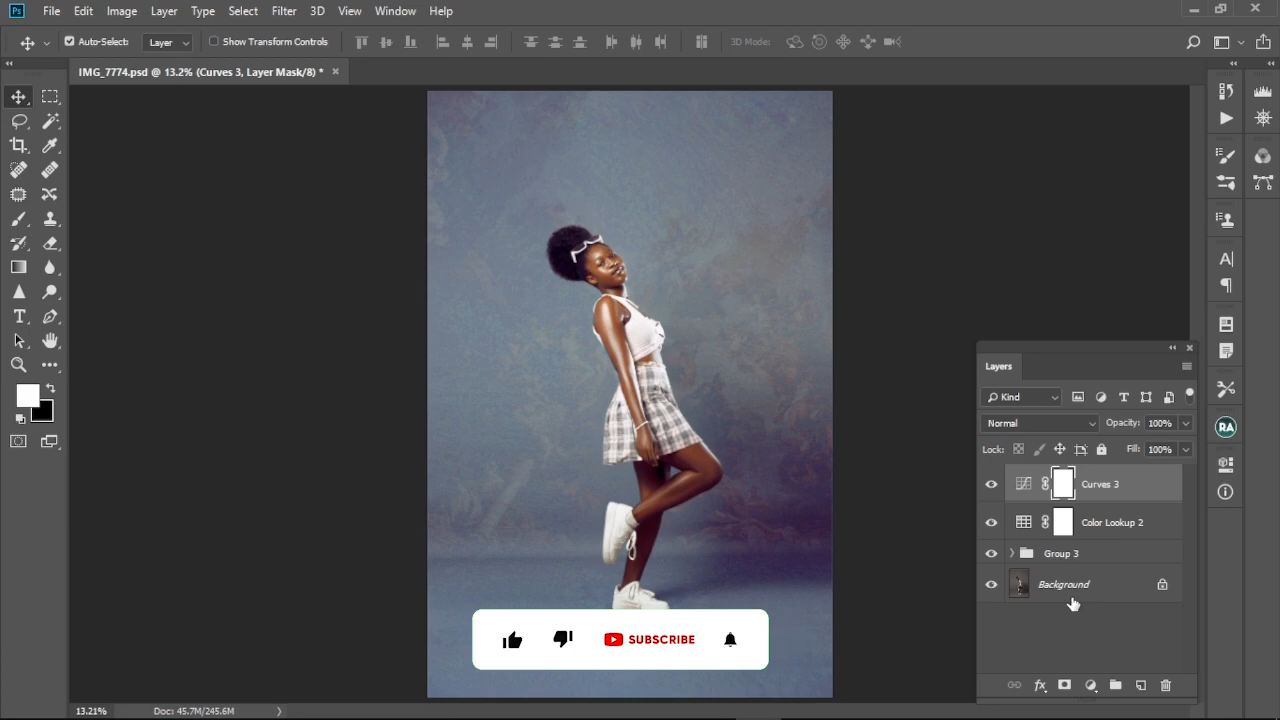 Ps File Edit Image Layer Type Select Filter 3D View Window Help
Auto-Select: Layer Show Transform Controls 3D Mode:
IMG_7774.psd @ 13.2% (Curves 3, Layer Mask/8) *
Layers
Kind
Normal Opacity: 100%
Lock: Fill: 100%
Curves 3
Color Lookup 2
Group 3
Background
RA
SUBSCRIBE
13.21% Doc: 45.7M/245.6M